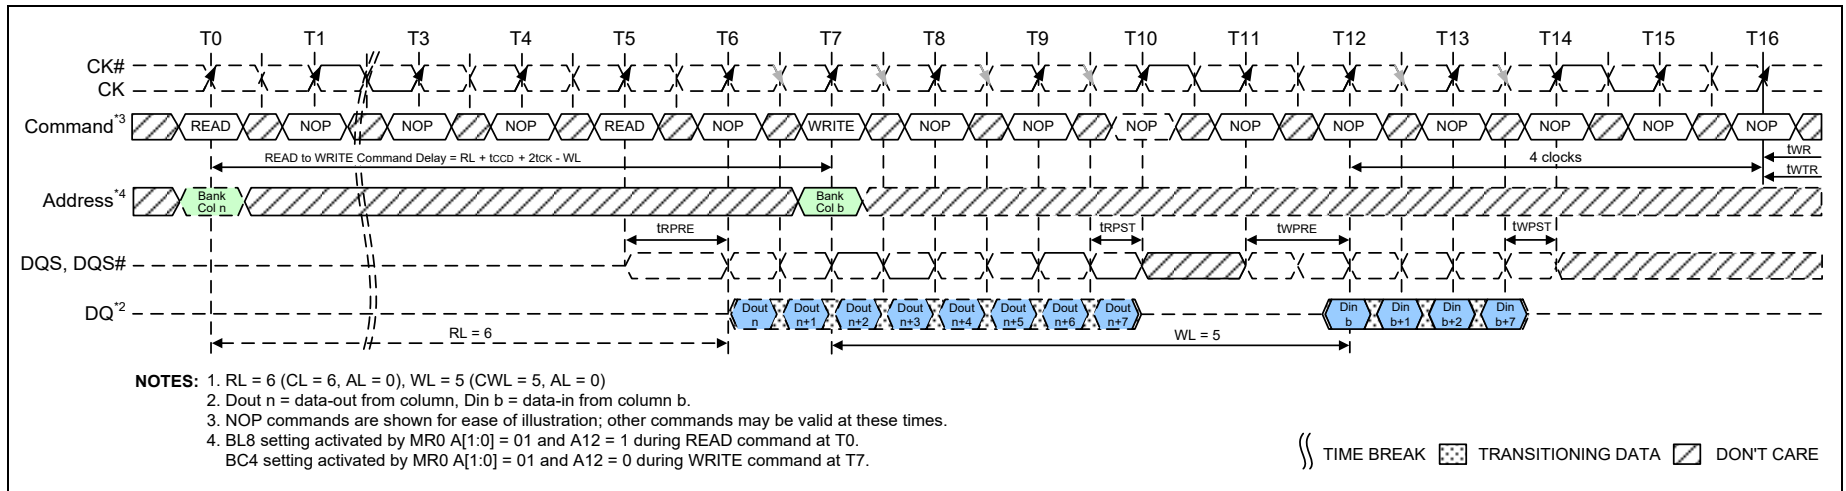 T0 T1 T3 T4 T5 T6 T7 T8 T9 T10 T11 T12 T13 T14 T15 T16
CK#
CK
Command*3 READ NOP NOP NOP READ NOP WRITE NOP NOP NOP NOP NOP NOP NOP NOP NOP
READ to WRITE Command Delay = RL + tCCD + 2tCK - WL 4 clocks tWR
tWTR
Address*4 Bank Col n Bank Col b
tRPRE tRPST tWPRE tWPST
DQS, DQS#
DQ*2 Dout n Dout n+1 Dout n+2 Dout n+3 Dout n+4 Dout n+5 Dout n+6 Dout n+7 Din b Din b+1 Din b+2 Din b+7
RL = 6 WL = 5
NOTES: 1. RL = 6 (CL = 6, AL = 0), WL = 5 (CWL = 5, AL = 0)
2. Dout n = data-out from column, Din b = data-in from column b.
3. NOP commands are shown for ease of illustration; other commands may be valid at these times.
4. BL8 setting activated by MR0 A[1:0] = 01 and A12 = 1 during READ command at T0.
BC4 setting activated by MR0 A[1:0] = 01 and A12 = 0 during WRITE command at T7.
TIME BREAK TRANSITIONING DATA DON'T CARE